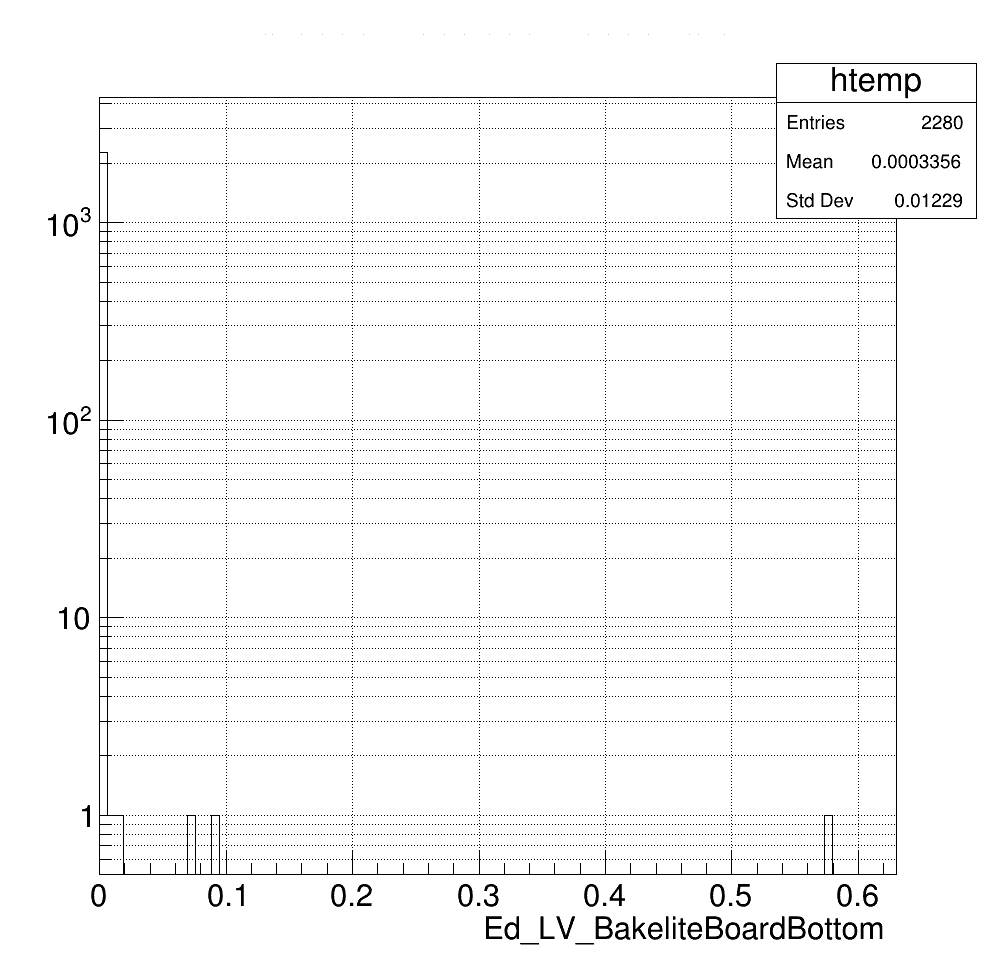 htemp
Entries 2280
Mean 0.0003356
Std Dev 0.01229
10³
10²
10
1
0 0.1 0.2 0.3 0.4 0.5 0.6
Ed_LV_BakeliteBoardBottom